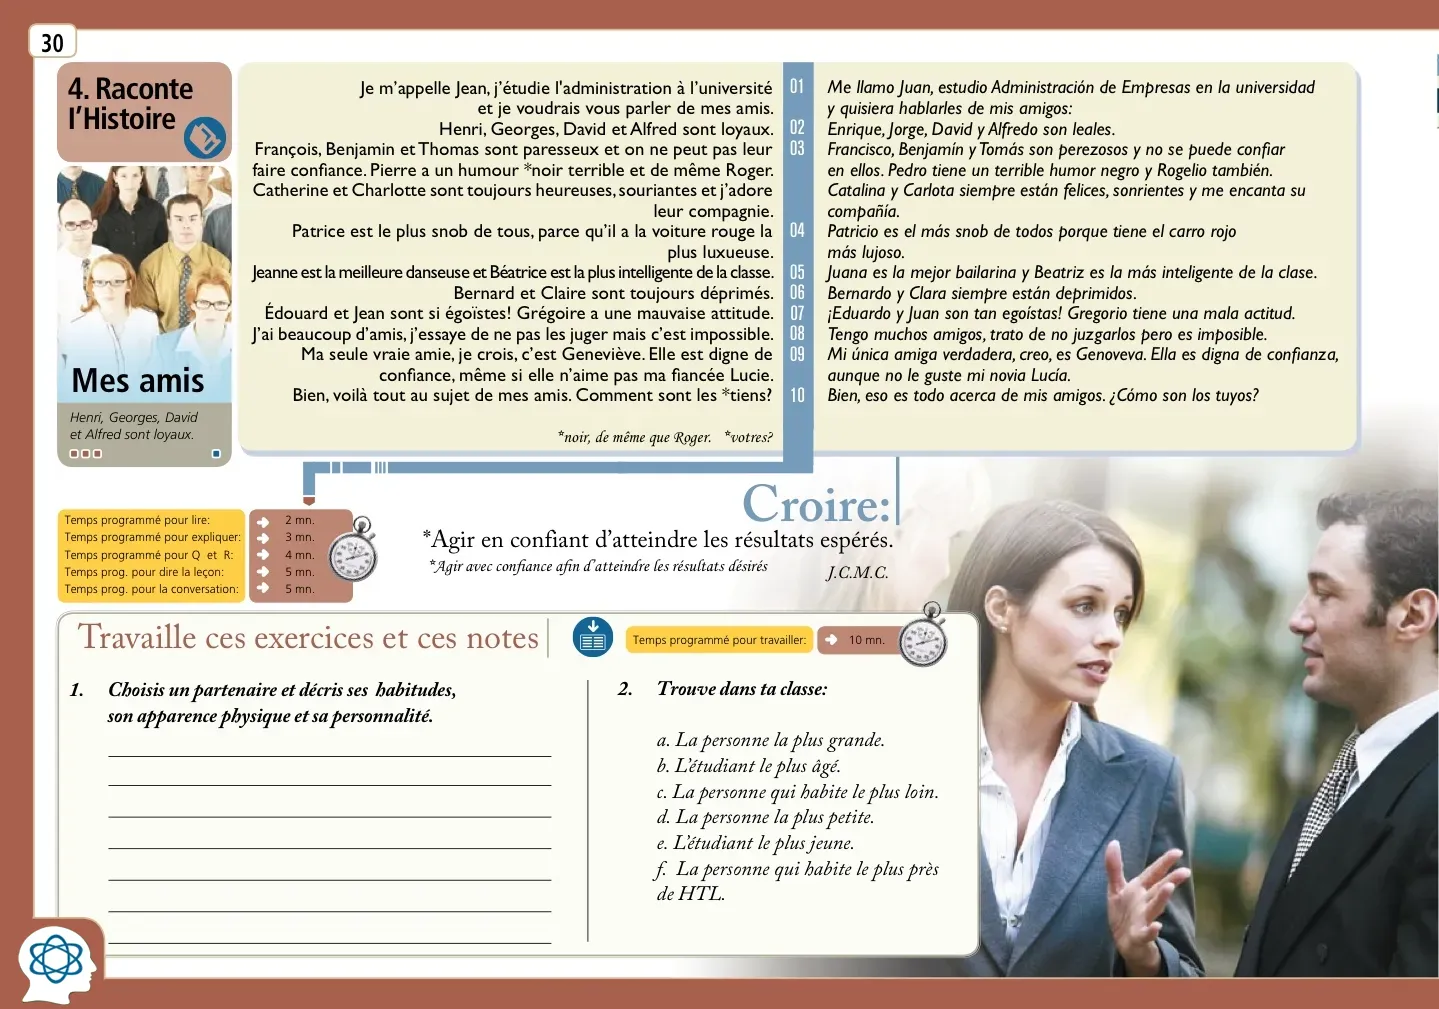 30
4. Raconte
l’Histoire
Mes amis
Henri, Georges, David
et Alfred sont loyaux.
Je m’appelle Jean, j’étudie l'administration à l’université
et je voudrais vous parler de mes amis.
Henri, Georges, David et Alfred sont loyaux.
François, Benjamin et Thomas sont paresseux et on ne peut pas leur
faire confiance. Pierre a un humour *noir terrible et de même Roger.
Catherine et Charlotte sont toujours heureuses, souriantes et j’adore
leur compagnie.
Patrice est le plus snob de tous, parce qu’il a la voiture rouge la
plus luxueuse.
Jeanne est la meilleure danseuse et Béatrice est la plus intelligente de la classe.
Bernard et Claire sont toujours déprimés.
Édouard et Jean sont si égoïstes! Grégoire a une mauvaise attitude.
J’ai beaucoup d’amis, j’essaye de ne pas les juger mais c’est impossible.
Ma seule vraie amie, je crois, c’est Geneviève. Elle est digne de
confiance, même si elle n’aime pas ma fiancée Lucie.
Bien, voilà tout au sujet de mes amis. Comment sont les *tiens?
*noir, de même que Roger. *votres?
01
02
03
04
05
06
07
08
09
10
Me llamo Juan, estudio Administración de Empresas en la universidad
y quisiera hablarles de mis amigos:
Enrique, Jorge, David y Alfredo son leales.
Francisco, Benjamín y Tomás son perezosos y no se puede confiar
en ellos. Pedro tiene un terrible humor negro y Rogelio también.
Catalina y Carlota siempre están felices, sonrientes y me encanta su
compañía.
Patricio es el más snob de todos porque tiene el carro rojo
más lujoso.
Juana es la mejor bailarina y Beatriz es la más inteligente de la clase.
Bernardo y Clara siempre están deprimidos.
¡Eduardo y Juan son tan egoístas! Gregorio tiene una mala actitud.
Tengo muchos amigos, trato de no juzgarlos pero es imposible.
Mi única amiga verdadera, creo, es Genoveva. Ella es digna de confianza,
aunque no le guste mi novia Lucía.
Bien, eso es todo acerca de mis amigos. ¿Cómo son los tuyos?
Temps programmé pour lire: 2 mn.
Temps programmé pour expliquer: 3 mn.
Temps programmé pour Q et R: 4 mn.
Temps prog. pour dire la leçon: 5 mn.
Temps prog. pour la conversation: 5 mn.
Croire:
*Agir en confiant d’atteindre les résultats espérés.
*Agir avec confiance afin d’atteindre les résultats désirés
J.C.M.C.
Travaille ces exercices et ces notes
Temps programmé pour travailler: 10 mn.
1. Choisis un partenaire et décris ses habitudes,
son apparence physique et sa personnalité.
2. Trouve dans ta classe:
a. La personne la plus grande.
b. L’étudiant le plus âgé.
c. La personne qui habite le plus loin.
d. La personne la plus petite.
e. L’étudiant le plus jeune.
f. La personne qui habite le plus près
de HTL.